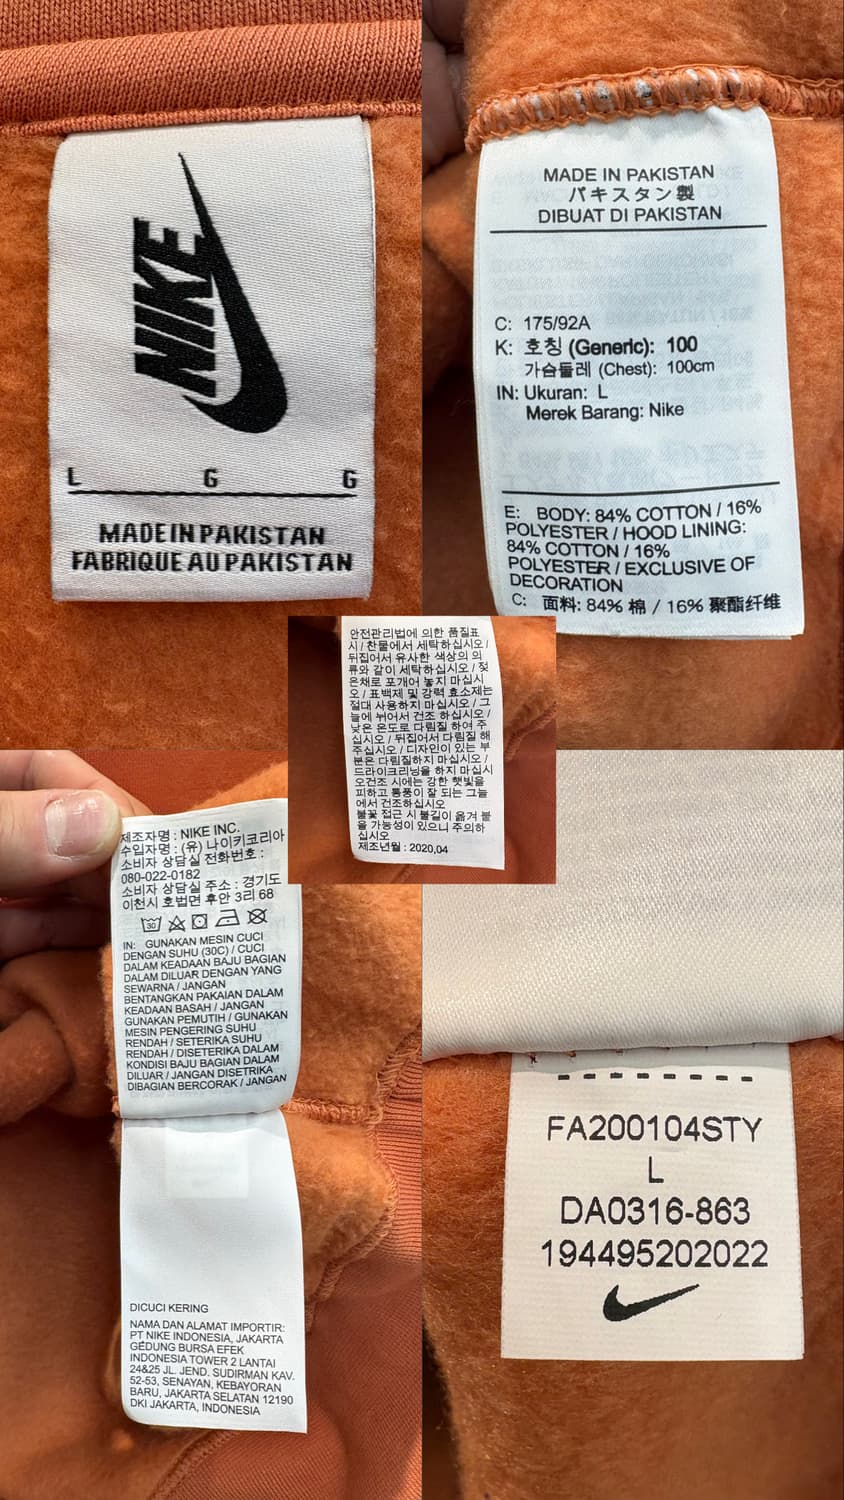 NIKE
L G G
MADE IN PAKISTAN
FABRIQUE AU PAKISTAN
MADE IN PAKISTAN
パキスタン製
DIBUAT DI PAKISTAN
C: 175/92A
K: 호칭 (Generic): 100
가슴둘레 (Chest): 100cm
IN: Ukuran: L
Merek Barang: Nike
E: BODY: 84% COTTON / 16%
POLYESTER / HOOD LINING:
84% COTTON / 16%
POLYESTER / EXCLUSIVE OF
DECORATION
C: 面料: 84% 棉 / 16% 聚酯纤维
안전관리법에 의한 품질표
시 / 찬물에서 세탁하십시오 /
뒤집어서 유사한 색상의 의
류와 같이 세탁하십시오 / 젖
은채로 포개어 놓지 마십시
오 / 표백제 및 강력 효소제는
절대 사용하지 마십시오 / 그
늘에 뉘어서 건조 하십시오 /
낮은 온도로 다림질 하여 주
십시오 / 뒤집어서 다림질 해
주십시오 / 디자인이 있는 부
분은 다림질하지 마십시오 /
드라이크리닝을 하지 마십시
오건조 시에는 강한 햇빛을
피하고 통풍이 잘 되는 그늘
에서 건조하십시오
불꽃 접근 시 불길이 옮겨 붙
을 가능성이 있으니 주의하
십시오
제조년월 : 2020,04
제조자명 : NIKE INC.
수입자명 : (유) 나이키코리아
소비자 상담실 전화번호 :
080-022-0182
소비자 상담실 주소 : 경기도
이천시 호법면 후안 3리 68
30
IN: GUNAKAN MESIN CUCI
DENGAN SUHU (30C) / CUCI
DALAM KEADAAN BAJU BAGIAN
DALAM DILUAR DENGAN YANG
SEWARNA / JANGAN
BENTANGKAN PAKAIAN DALAM
KEADAAN BASAH / JANGAN
GUNAKAN PEMUTIH / GUNAKAN
MESIN PENGERING SUHU
RENDAH / SETERIKA SUHU
RENDAH / DISETERIKA DALAM
KONDISI BAJU BAGIAN DALAM
DILUAR / JANGAN DISETRIKA
DIBAGIAN BERCORAK / JANGAN
DICUCI KERING
NAMA DAN ALAMAT IMPORTIR:
PT NIKE INDONESIA, JAKARTA
GEDUNG BURSA EFEK
INDONESIA TOWER 2 LANTAI
24&25 JL. JEND. SUDIRMAN KAV.
52-53, SENAYAN, KEBAYORAN
BARU, JAKARTA SELATAN 12190
DKI JAKARTA, INDONESIA
FA200104STY
L
DA0316-863
194495202022